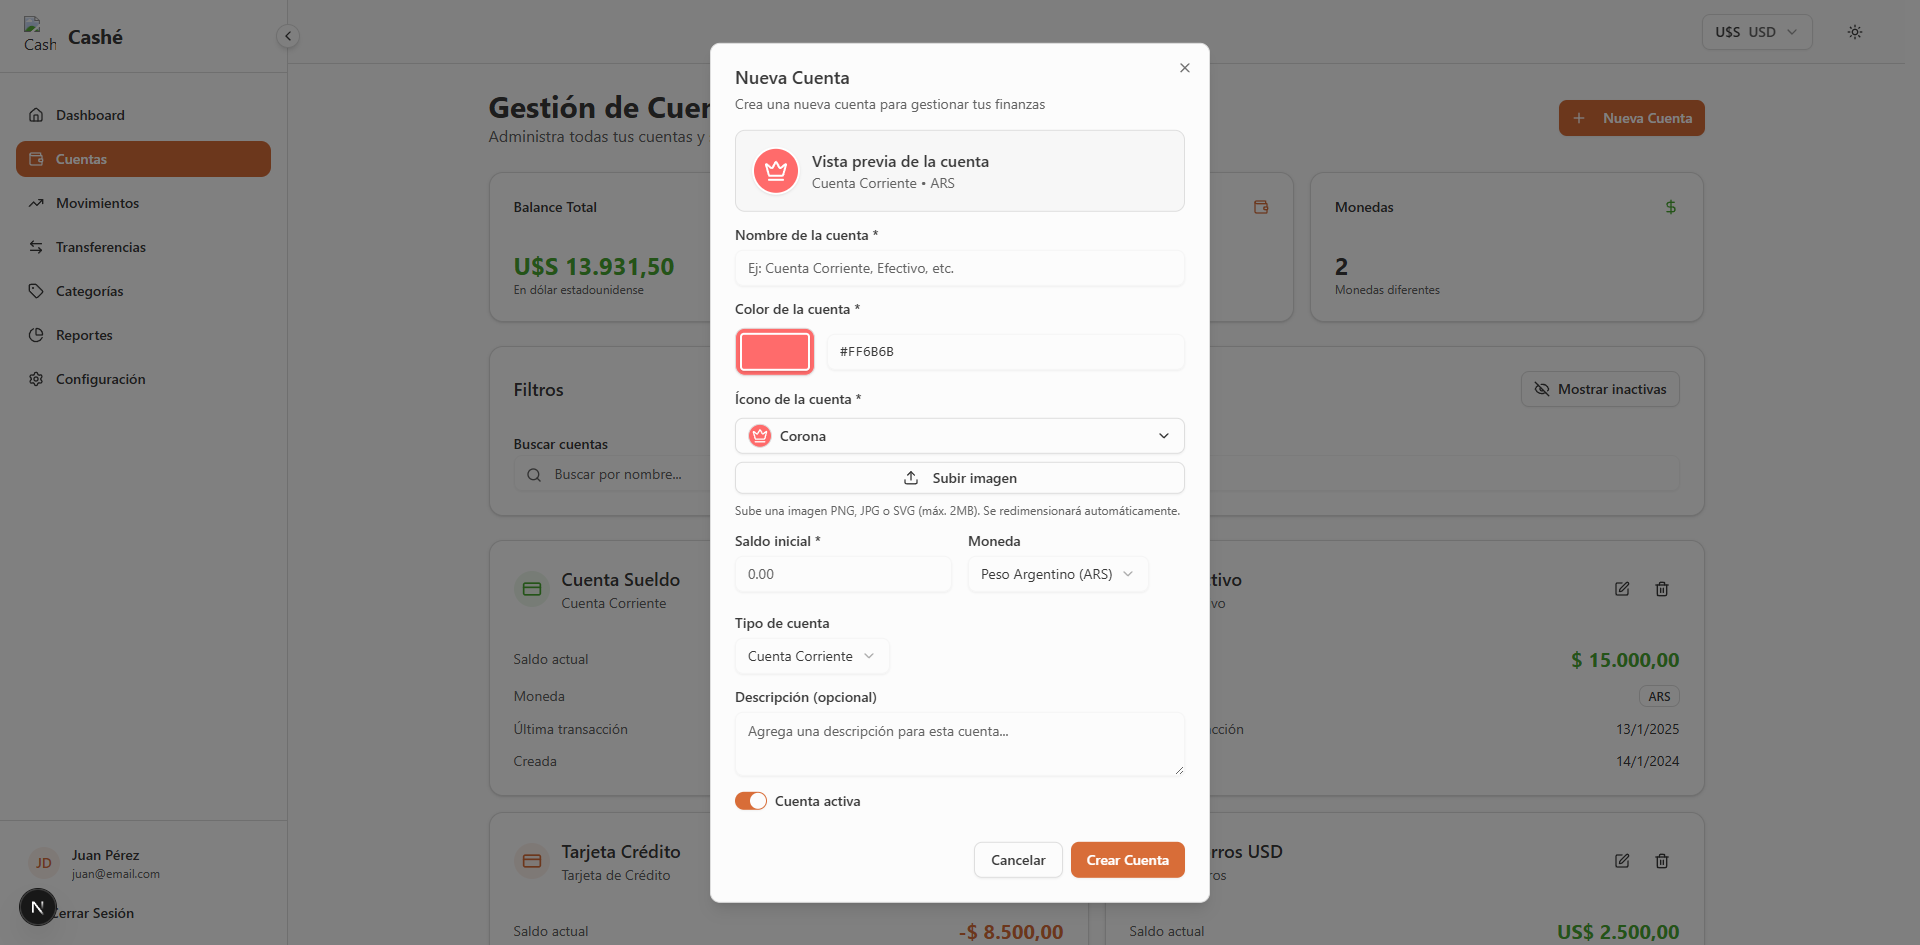 Cash
Cashé
U$S USD
Dashboard
Cuentas
Movimientos
Transferencias
Categorías
Reportes
Configuración
JD
Juan Pérez
juan@email.com
N
Cerrar Sesión
Gestión de Cuen
Administra todas tus cuentas y
Nueva Cuenta
Balance Total
U$S 13.931,50
En dólar estadounidense
Monedas
$
2
Monedas diferentes
Filtros
Mostrar inactivas
Buscar cuentas
Buscar por nombre...
Cuenta Sueldo
Cuenta Corriente
Saldo actual
Moneda
Última transacción
Creada
tivo
vo
$ 15.000,00
ARS
cción
13/1/2025
14/1/2024
Tarjeta Crédito
Tarjeta de Crédito
Saldo actual
-$ 8.500,00
rros USD
ros
Saldo actual
US$ 2.500,00
Nueva Cuenta
Crea una nueva cuenta para gestionar tus finanzas
Vista previa de la cuenta
Cuenta Corriente • ARS
Nombre de la cuenta *
Ej: Cuenta Corriente, Efectivo, etc.
Color de la cuenta *
#FF6B6B
Ícono de la cuenta *
Corona
Subir imagen
Sube una imagen PNG, JPG o SVG (máx. 2MB). Se redimensionará automáticamente.
Saldo inicial *
0.00
Moneda
Peso Argentino (ARS)
Tipo de cuenta
Cuenta Corriente
Descripción (opcional)
Agrega una descripción para esta cuenta...
Cuenta activa
Cancelar
Crear Cuenta